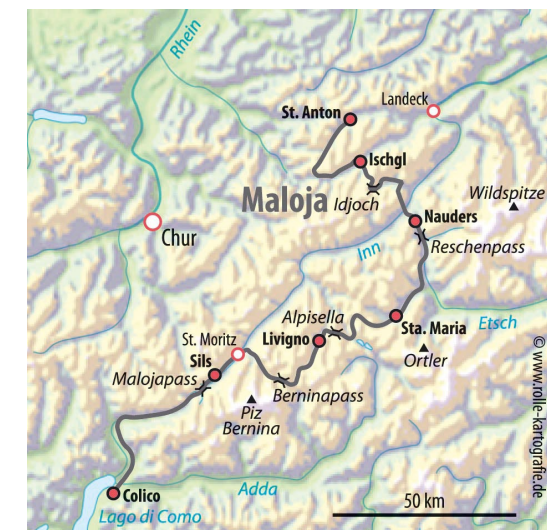 Rhein
St. Anton
Landeck
Ischgl
Maloja
Idjoch
Wildspitze
Nauders
Chur
Reschenpass
Inn
Alpisella
Etsch
St. Moritz
Livigno
Sta. Maria
Sils
Ortler
Malojapass
Berninapass
Piz
Bernina
Adda
50 km
Colico
Lago di Como
© www.rolle-kartografie.de